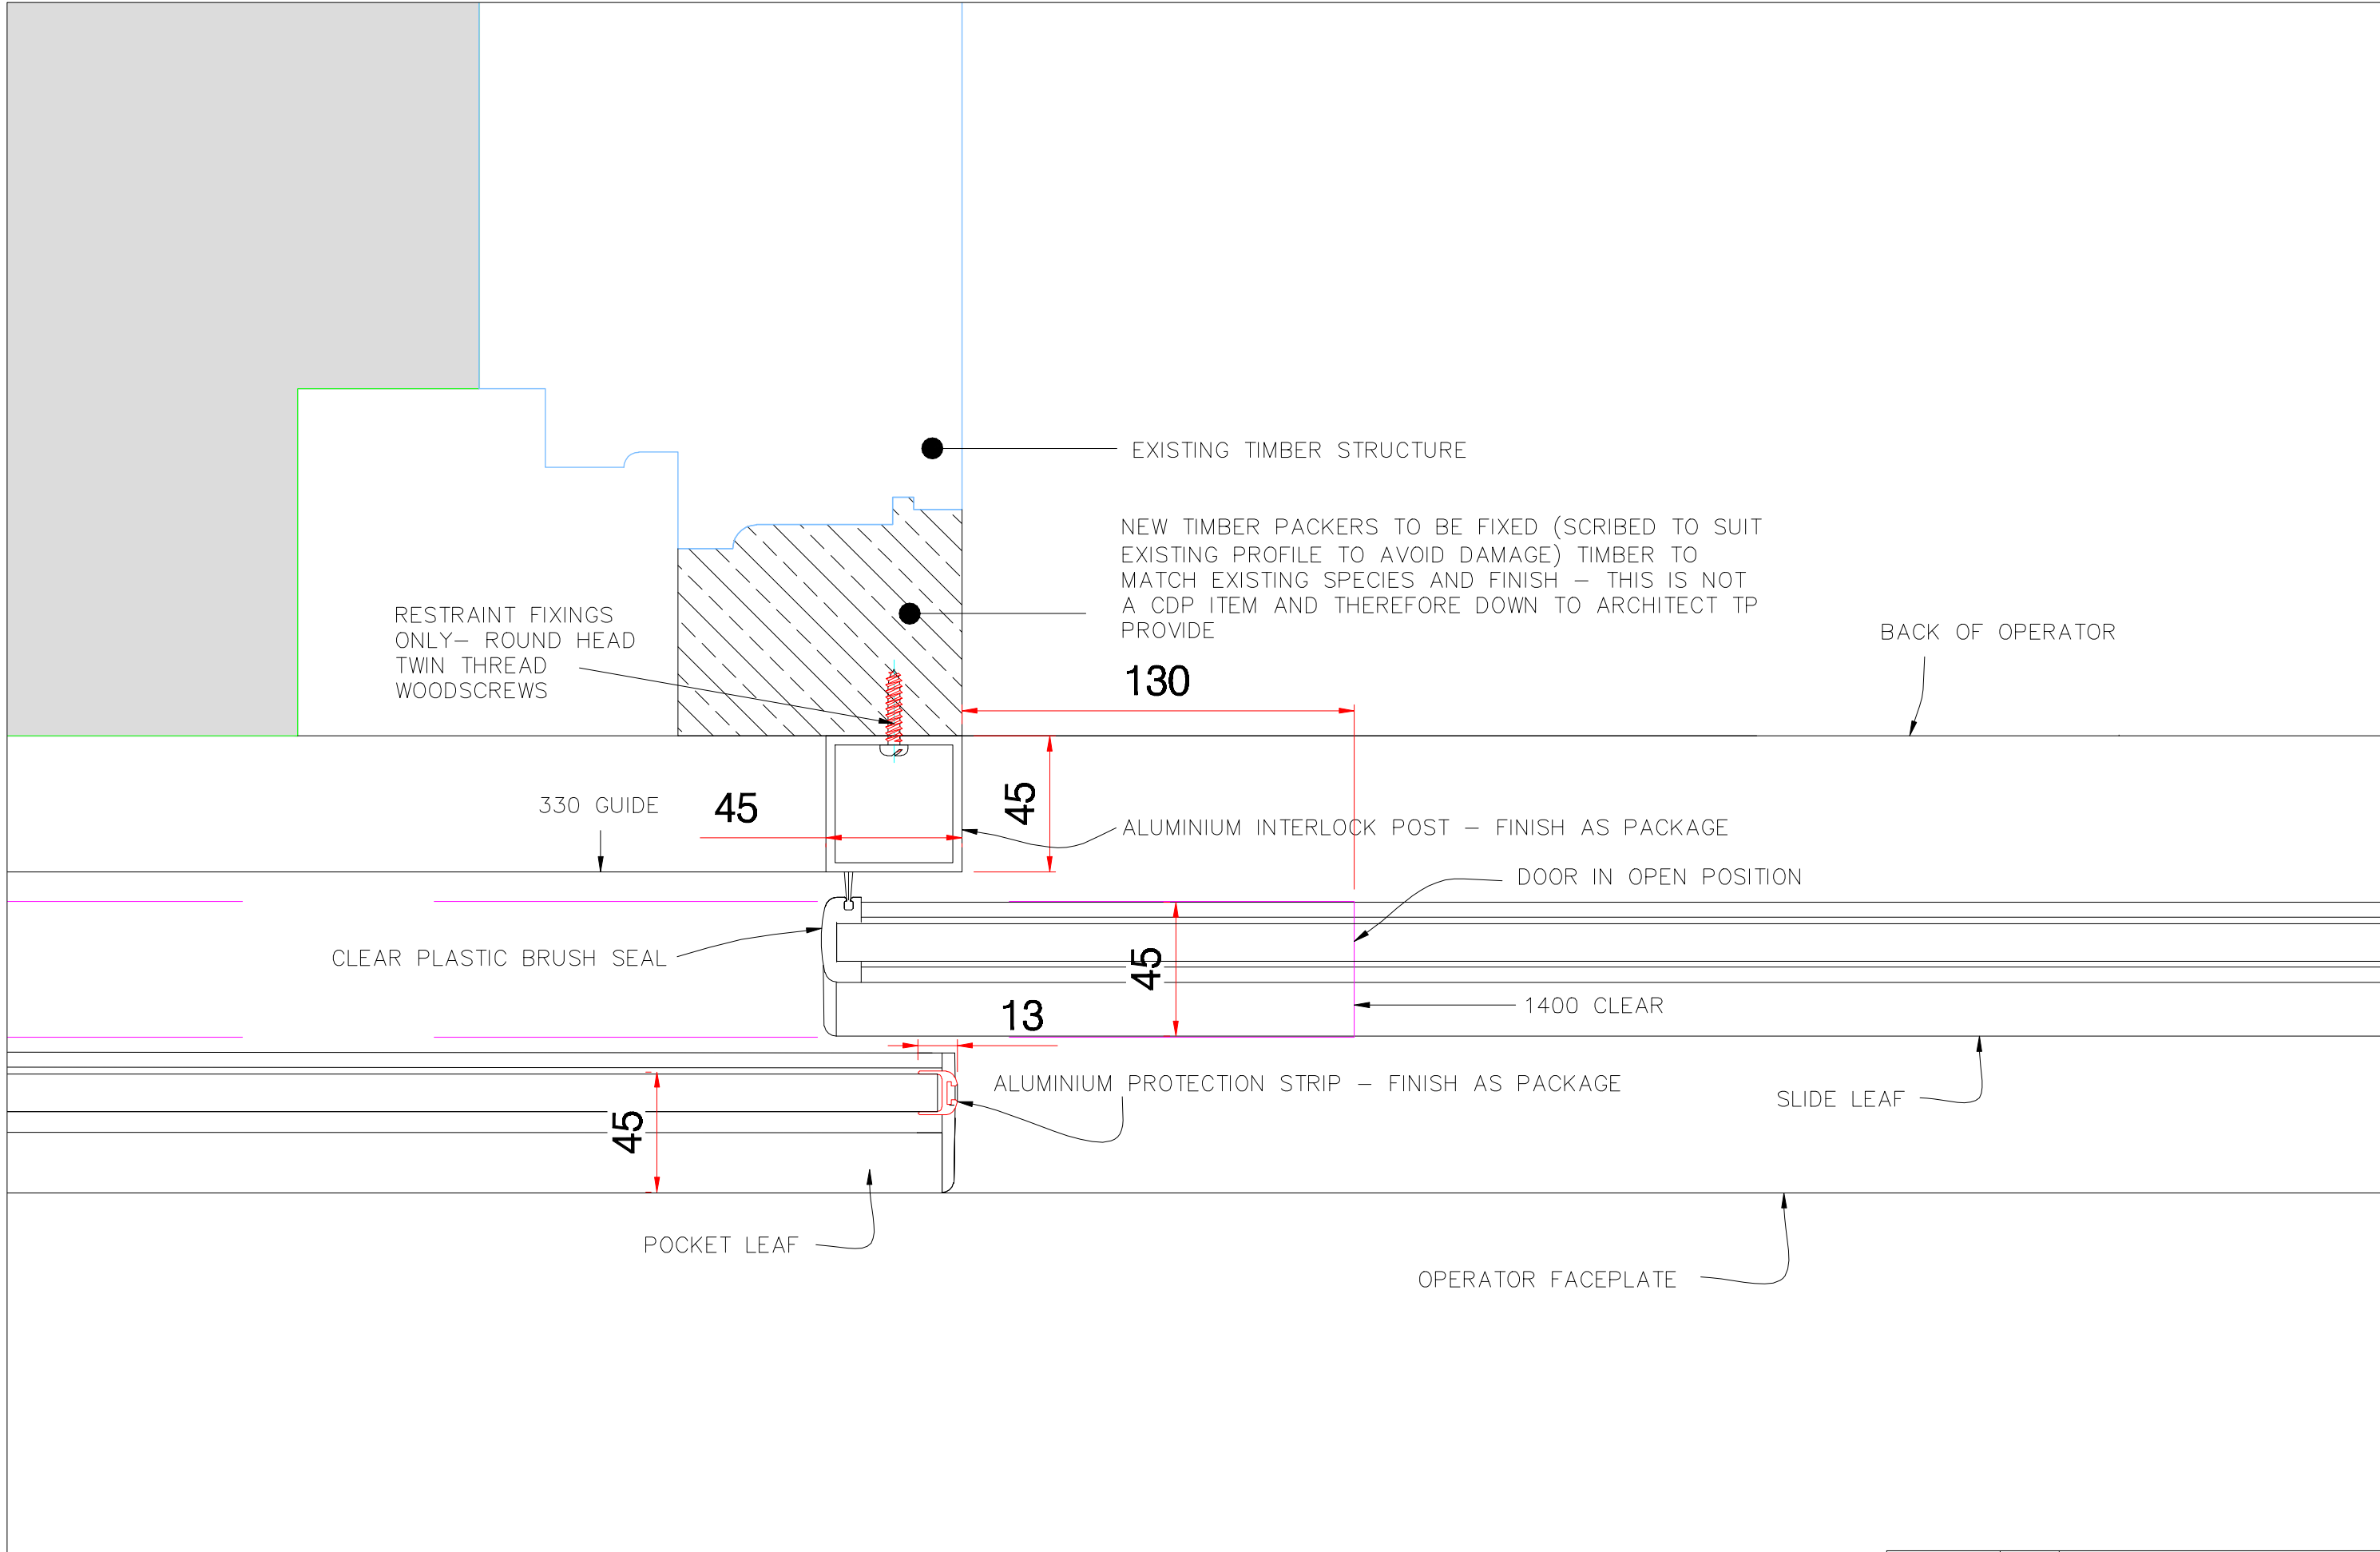 EXISTING TIMBER STRUCTURE
NEW TIMBER PACKERS TO BE FIXED (SCRIBED TO SUIT
EXISTING PROFILE TO AVOID DAMAGE) TIMBER TO
MATCH EXISTING SPECIES AND FINISH – THIS IS NOT
A CDP ITEM AND THEREFORE DOWN TO ARCHITECT TP
PROVIDE
RESTRAINT FIXINGS
ONLY– ROUND HEAD
TWIN THREAD
WOODSCREWS
BACK OF OPERATOR
130
330 GUIDE
45
45
ALUMINIUM INTERLOCK POST – FINISH AS PACKAGE
DOOR IN OPEN POSITION
CLEAR PLASTIC BRUSH SEAL
45
1400 CLEAR
13
ALUMINIUM PROTECTION STRIP – FINISH AS PACKAGE
SLIDE LEAF
45
POCKET LEAF
OPERATOR FACEPLATE